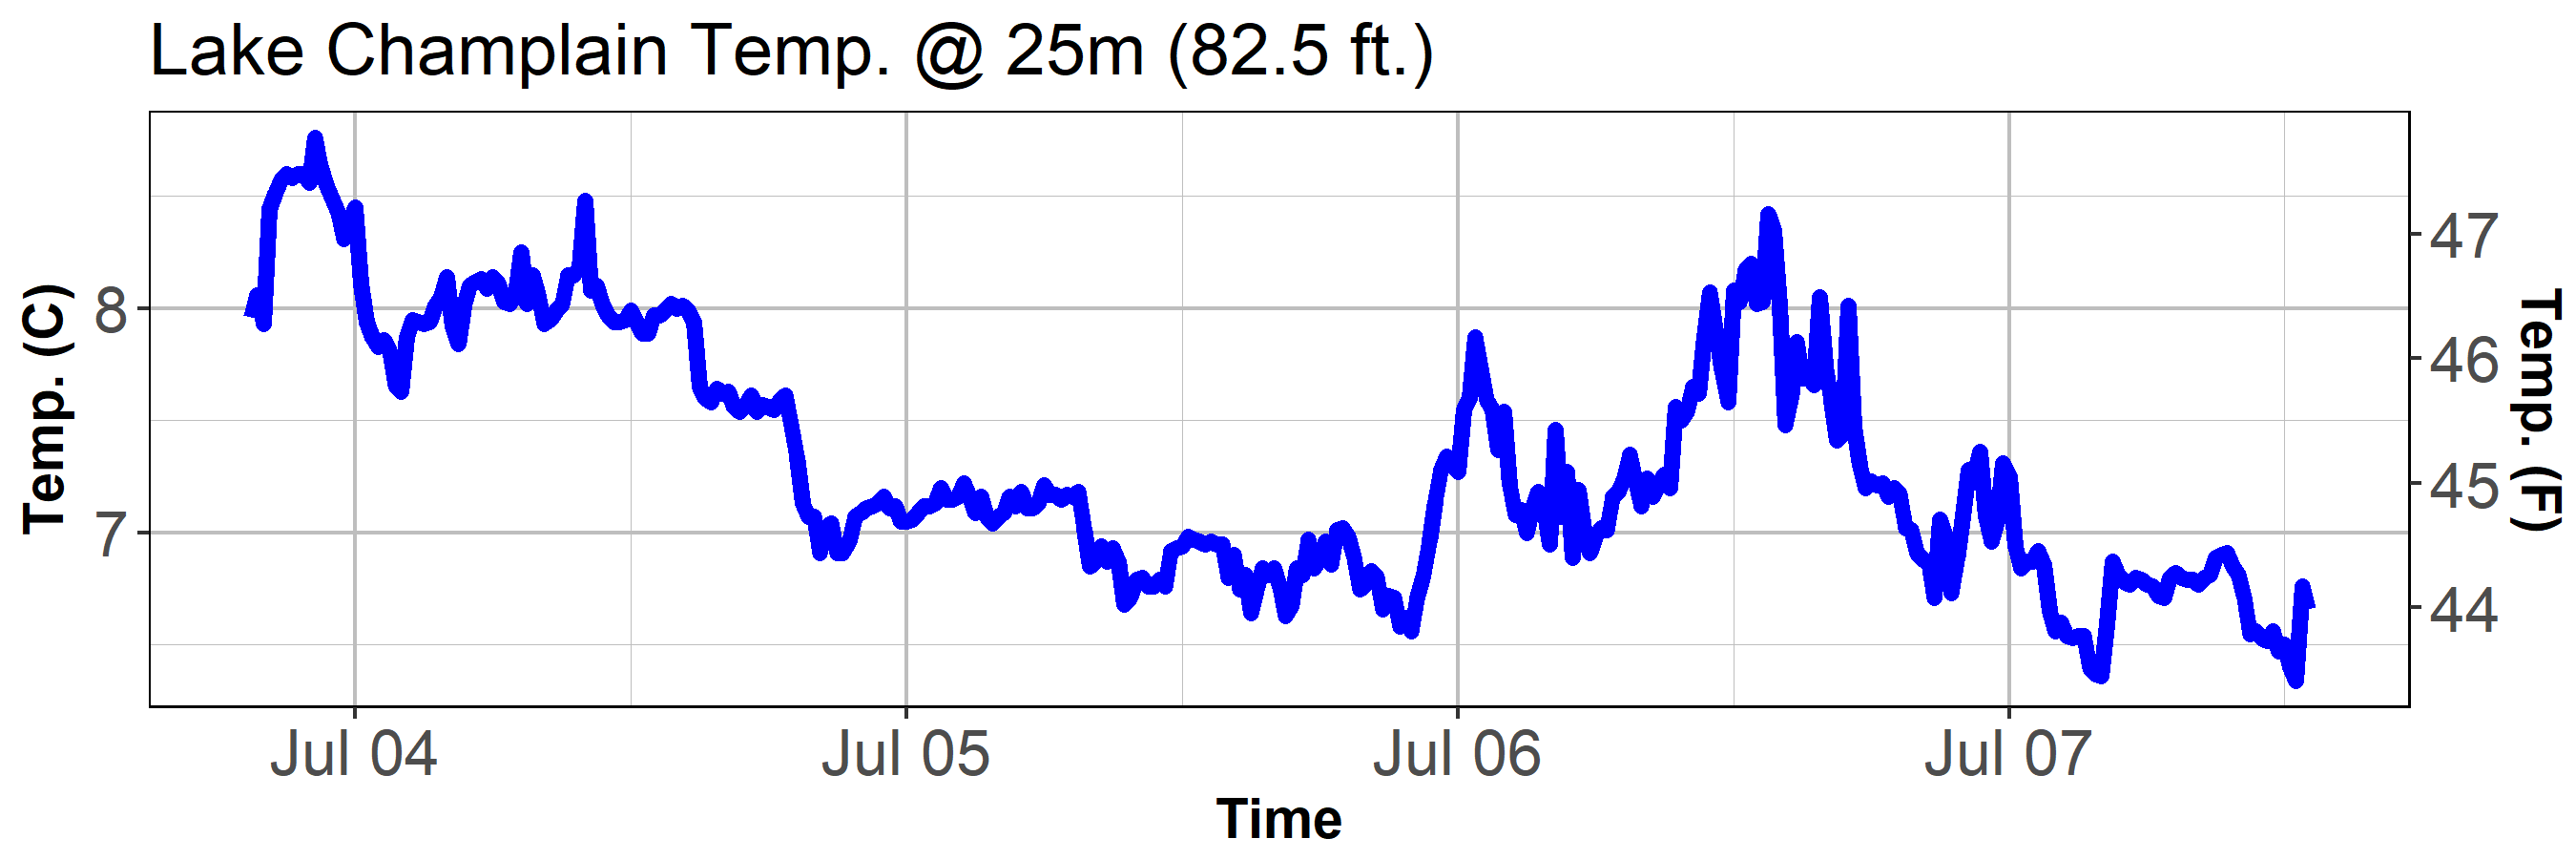 Lake Champlain Temp. @ 25m (82.5 ft.)
Temp. (C)
8
7
47
46
45
44
Temp. (F)
Jul 04 Jul 05 Jul 06 Jul 07
Time